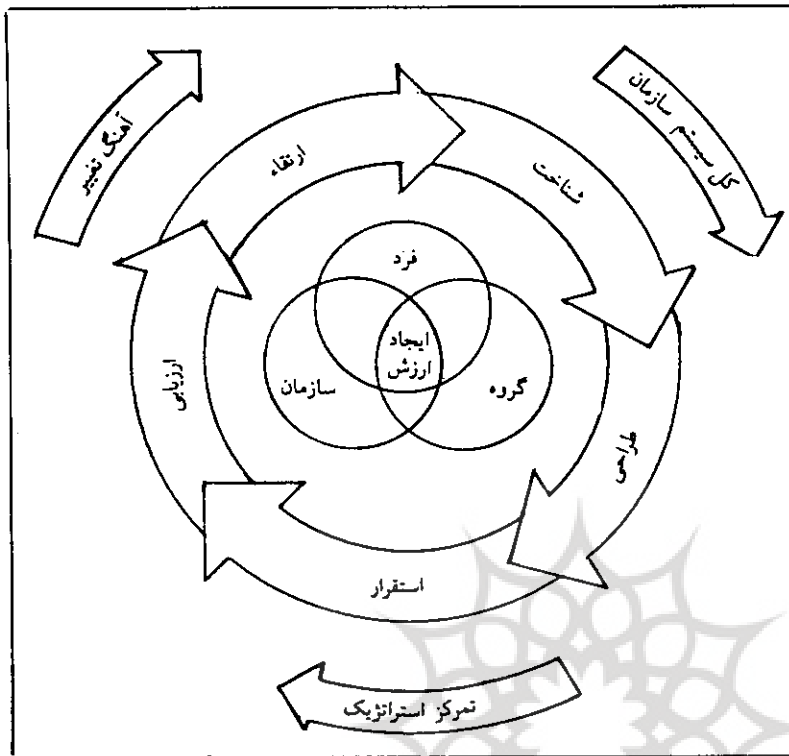 کل سیستم سازمان
آهنگ تغییر
ارتقاء
شناخت
فرد
ایجاد
ارزش
سازمان
گروه
ارزیابی
طراحی
استقرار
تمرکز استراتژیک